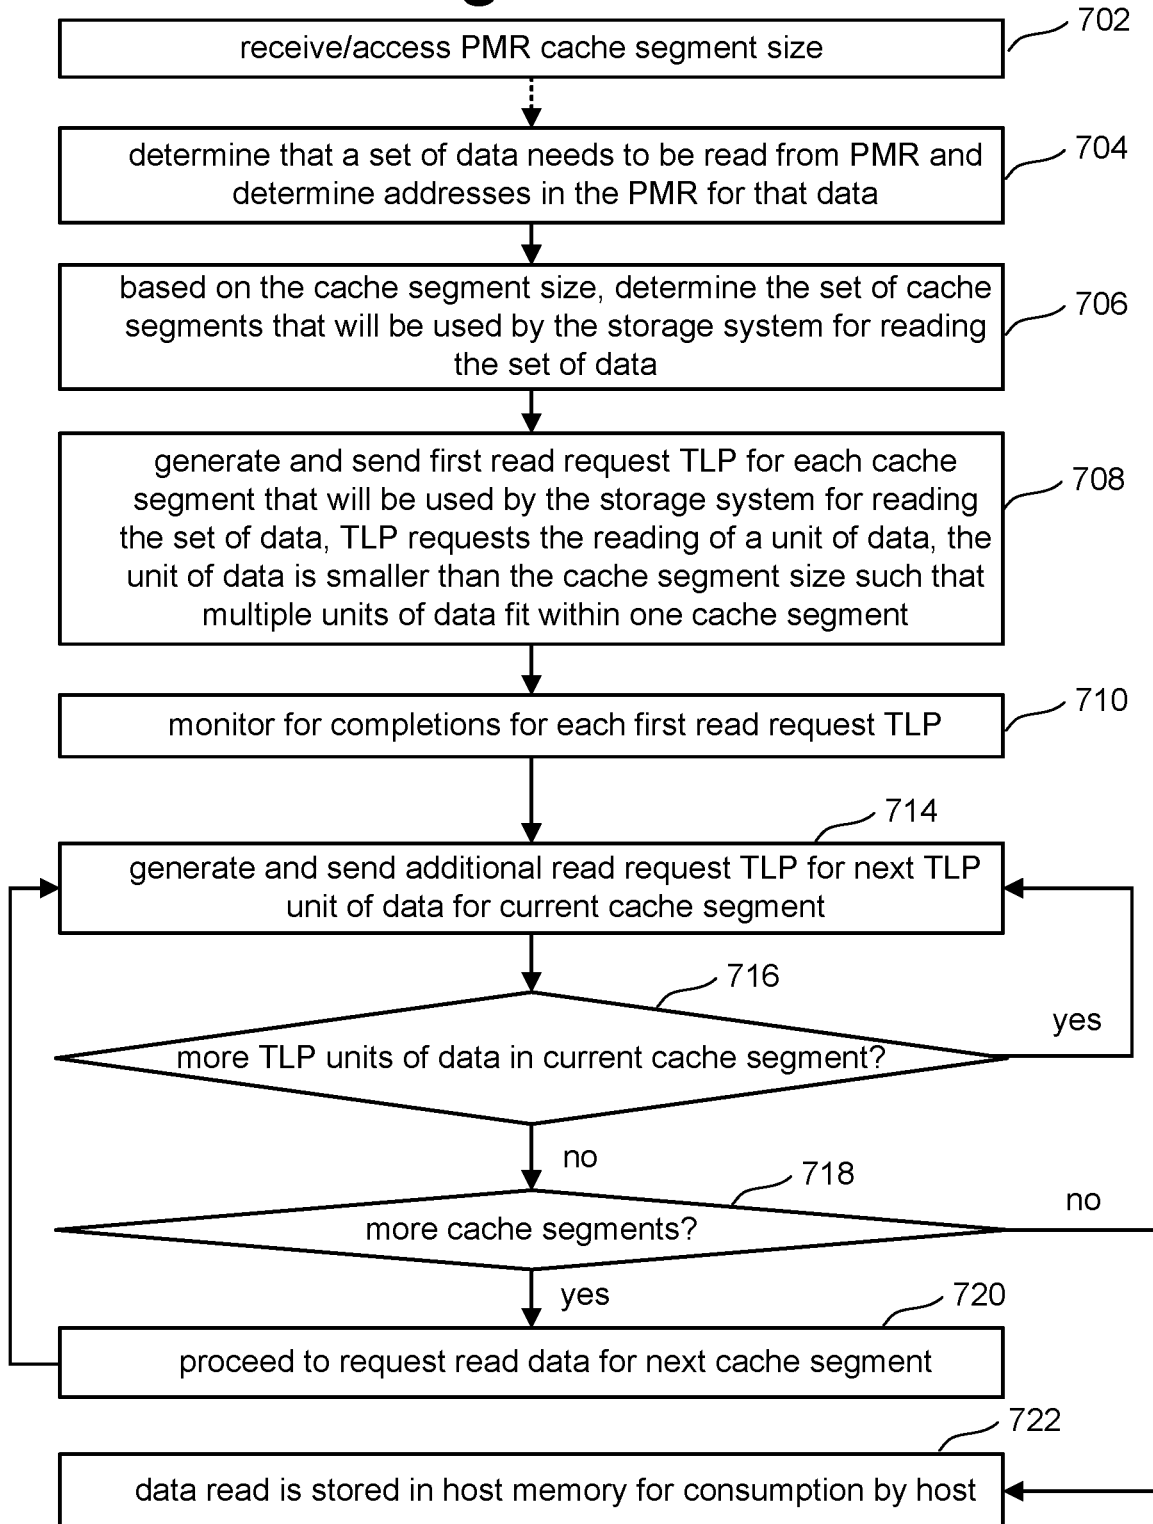 702
receive/access PMR cache segment size
704
determine that a set of data needs to be read from PMR and
determine addresses in the PMR for that data
706
based on the cache segment size, determine the set of cache
segments that will be used by the storage system for reading
the set of data
708
generate and send first read request TLP for each cache
segment that will be used by the storage system for reading
the set of data, TLP requests the reading of a unit of data, the
unit of data is smaller than the cache segment size such that
multiple units of data fit within one cache segment
710
monitor for completions for each first read request TLP
714
generate and send additional read request TLP for next TLP
unit of data for current cache segment
716
yes
more TLP units of data in current cache segment?
no
718
no
more cache segments?
yes
720
proceed to request read data for next cache segment
722
data read is stored in host memory for consumption by host